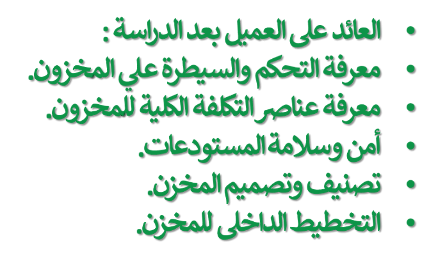 • العائد على العميل بعد الدراسة :
• معرفة التحكم والسيطرة علي المخزون.
• معرفة عناصر التكلفة الكلية للمخزون.
• أمن وسلامة المستودعات.
• تصنيف وتصميم المخزن.
• التخطيط الداخلى للمخزن.